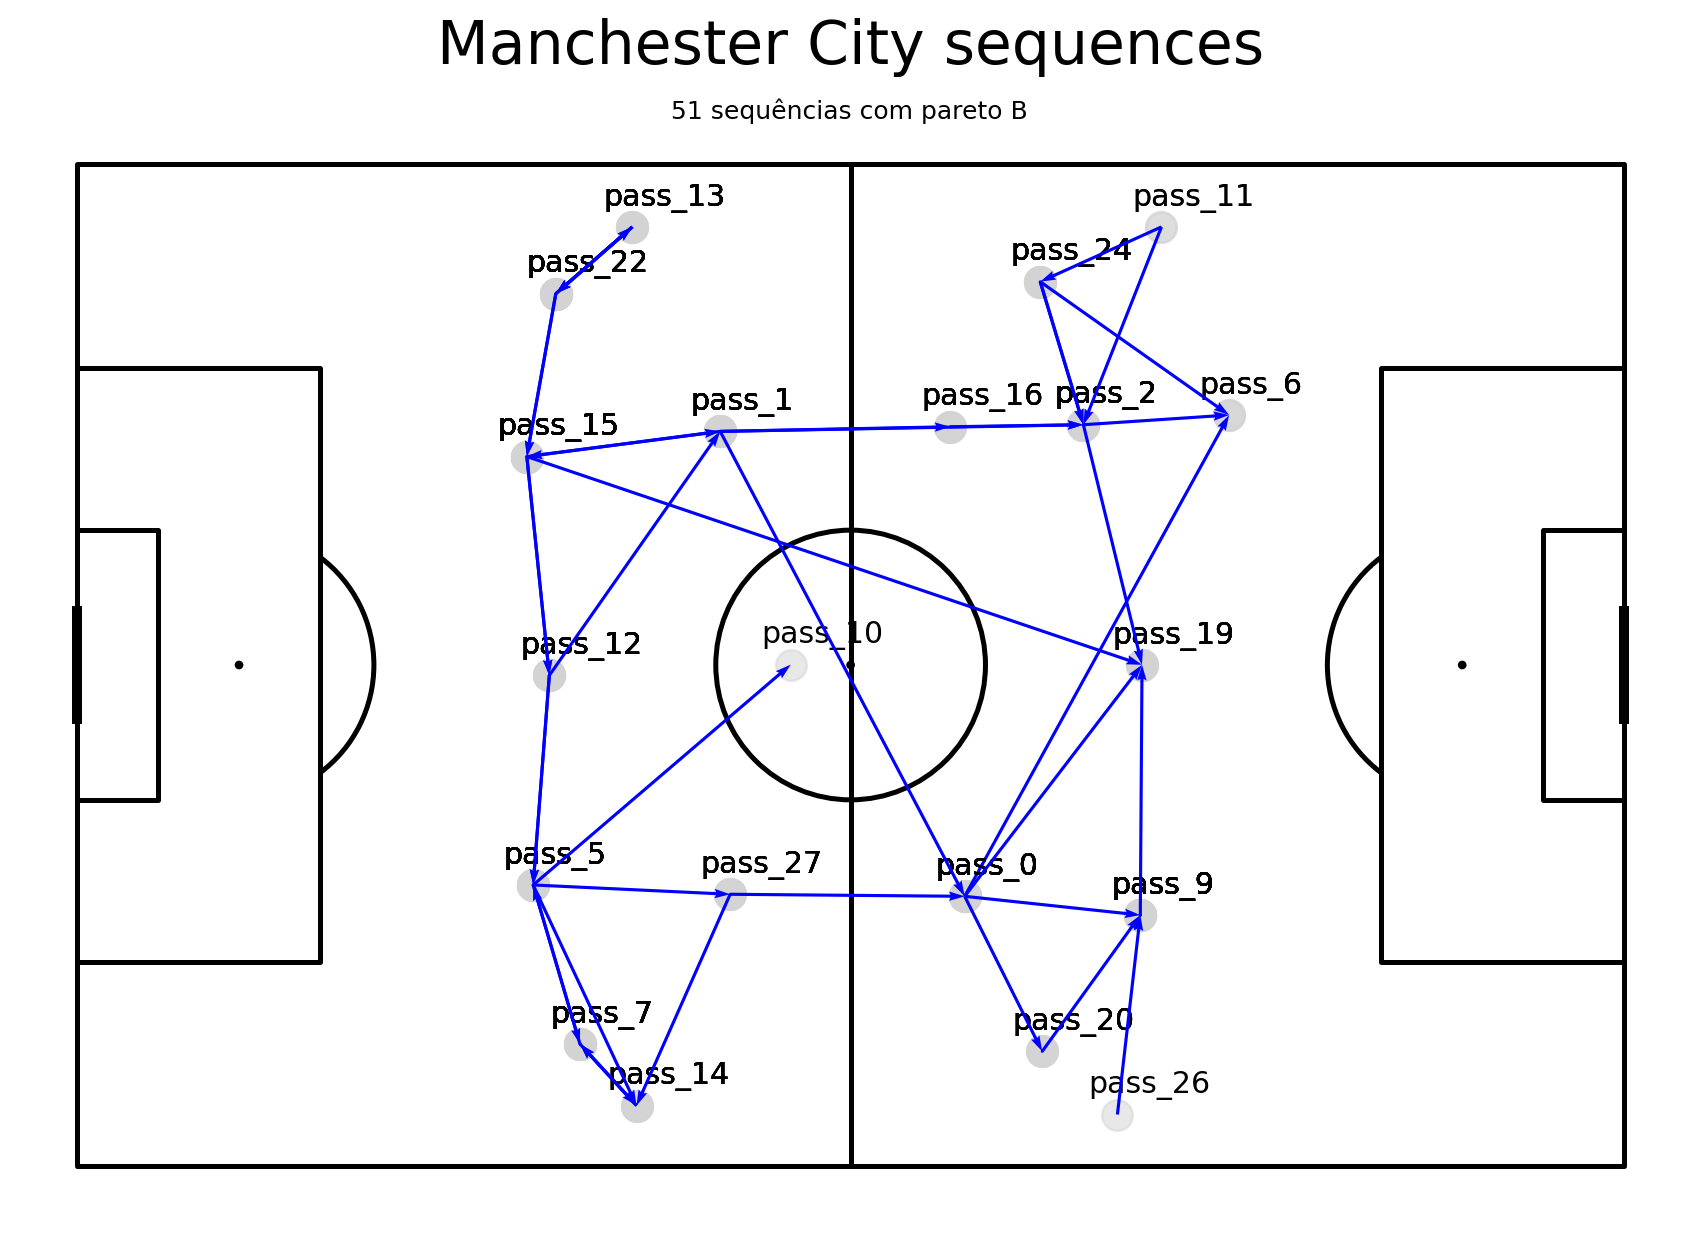 Manchester City sequences
51 sequências com pareto B
pass_13
pass_11
pass_24
pass_22
pass_6
pass_2
pass_16
pass_1
pass_15
pass_10
pass_19
pass_12
pass_5
pass_27
pass_0
pass_9
pass_7
pass_20
pass_14
pass_26